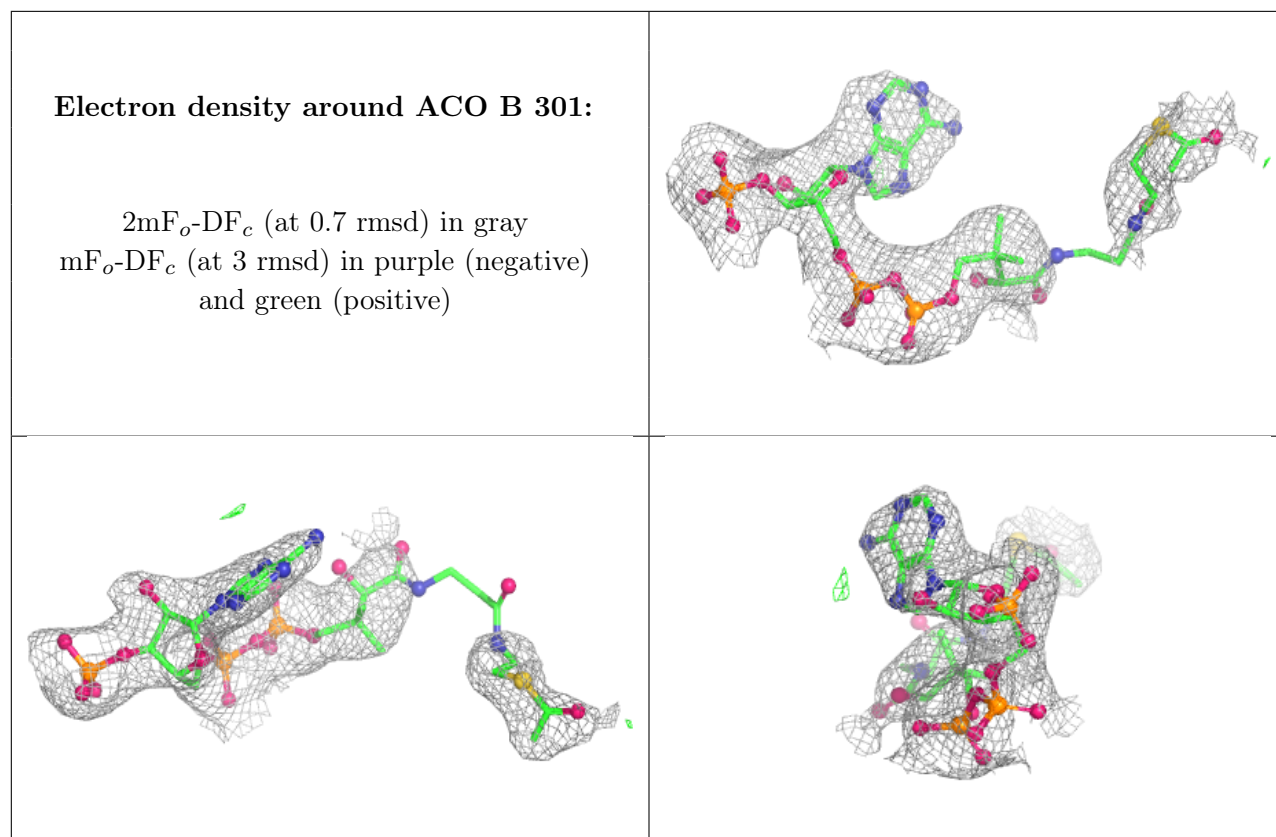 Electron density around ACO B 301:
2mFo-DFc (at 0.7 rmsd) in gray
mFo-DFc (at 3 rmsd) in purple (negative)
and green (positive)